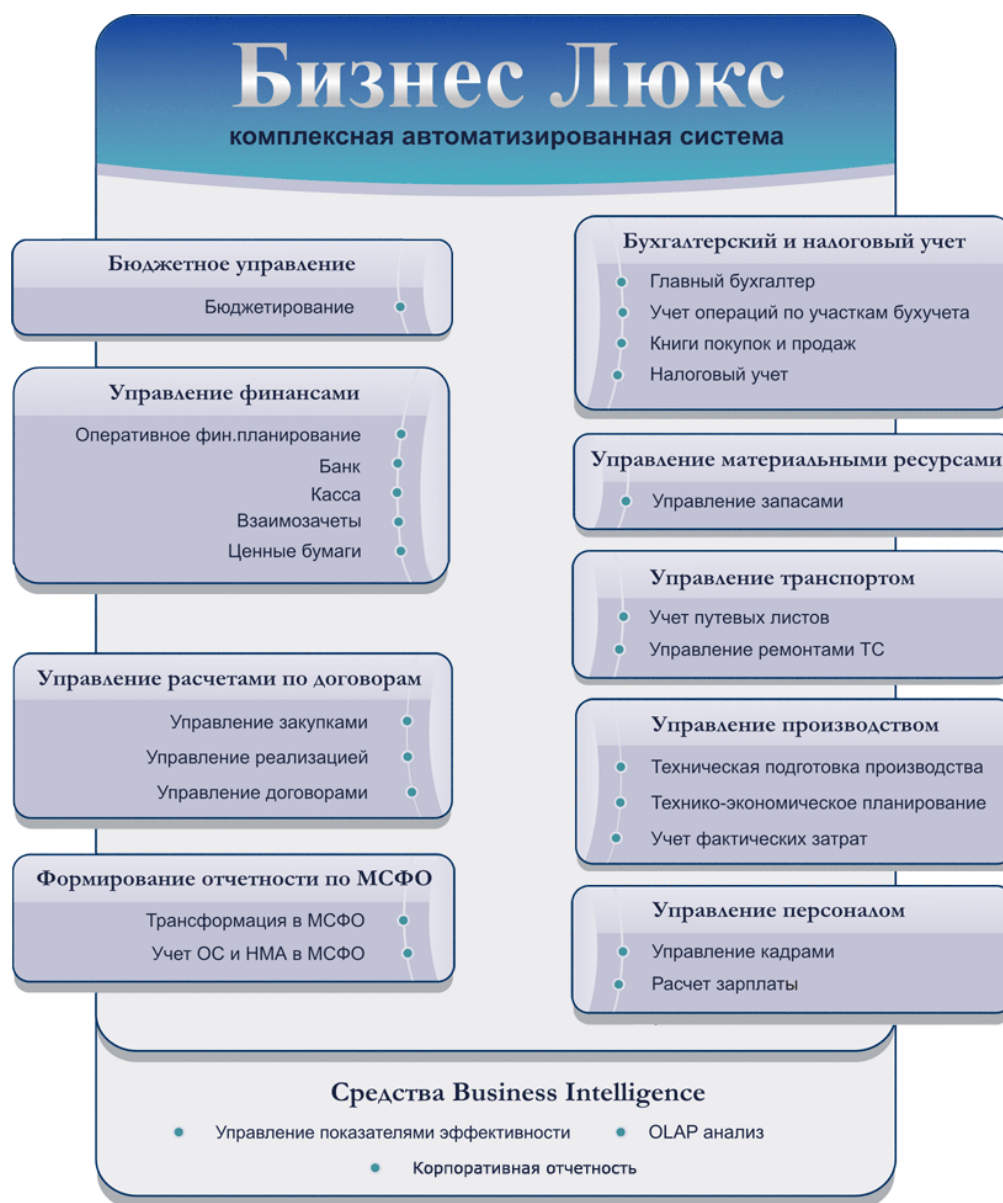 Бизнес Люкс
комплексная автоматизированная система
Бюджетное управление
Бюджетирование
Управление финансами
Оперативное фин.планирование
Банк
Касса
Взаимозачеты
Ценные бумаги
Управление расчетами по договорам
Управление закупками
Управление реализацией
Управление договорами
Формирование отчетности по МСФО
Трансформация в МСФО
Учет ОС и НМА в МСФО
Бухгалтерский и налоговый учет
Главный бухгалтер
Учет операций по участкам бухучета
Книги покупок и продаж
Налоговый учет
Управление материальными ресурсами
Управление запасами
Управление транспортом
Учет путевых листов
Управление ремонтами ТС
Управление производством
Техническая подготовка производства
Технико-экономическое планирование
Учет фактических затрат
Управление персоналом
Управление кадрами
Расчет зарплаты
Средства Business Intelligence
Управление показателями эффективности
OLAP анализ
Корпоративная отчетность